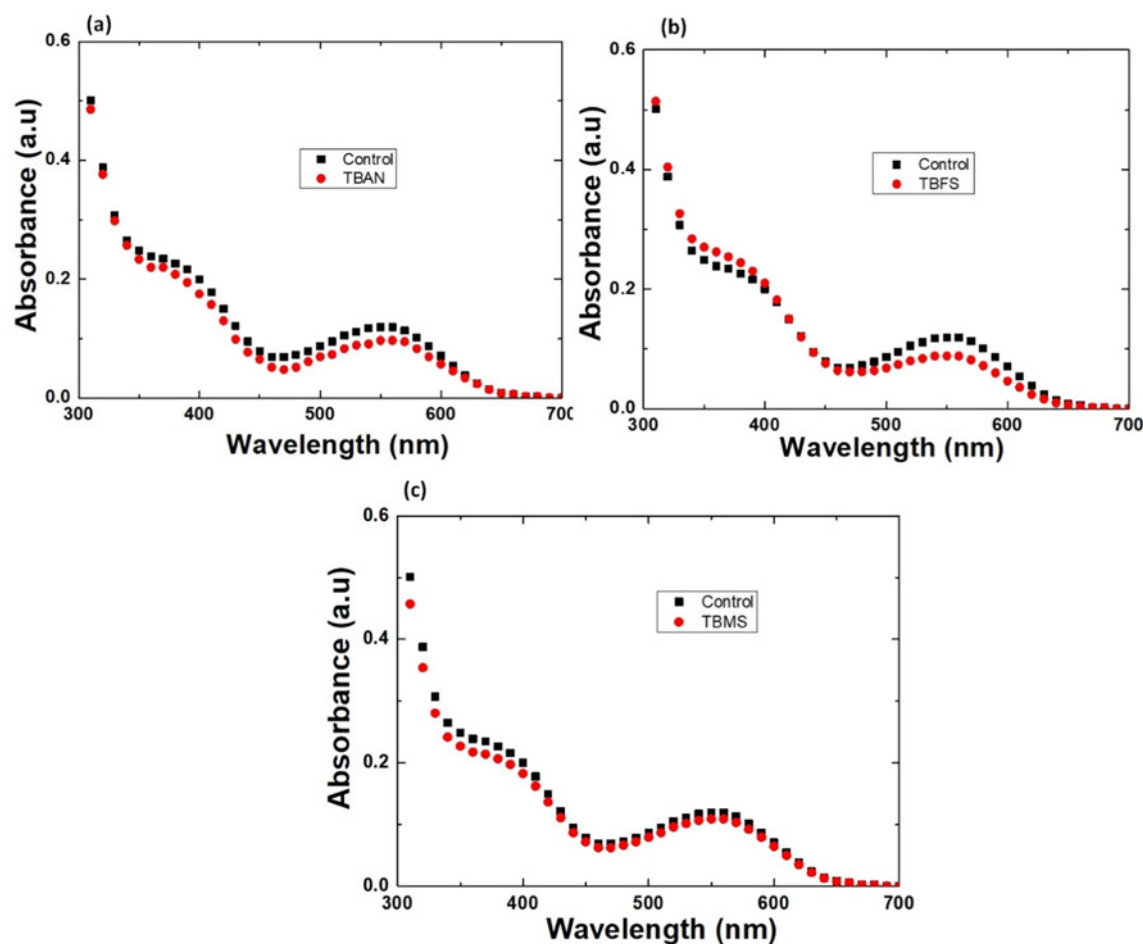 (a)
0.6
0.4
0.2
0.0
Absorbance (a.u)
Control
TBAN
300 400 500 600 700
Wavelength (nm)
(b)
0.6
0.4
0.2
0.0
Absorbance (a.u)
Control
TBFS
300 400 500 600 700
Wavelength (nm)
(c)
0.6
0.4
0.2
0.0
Absorbance (a.u)
Control
TBMS
300 400 500 600 700
Wavelength (nm)